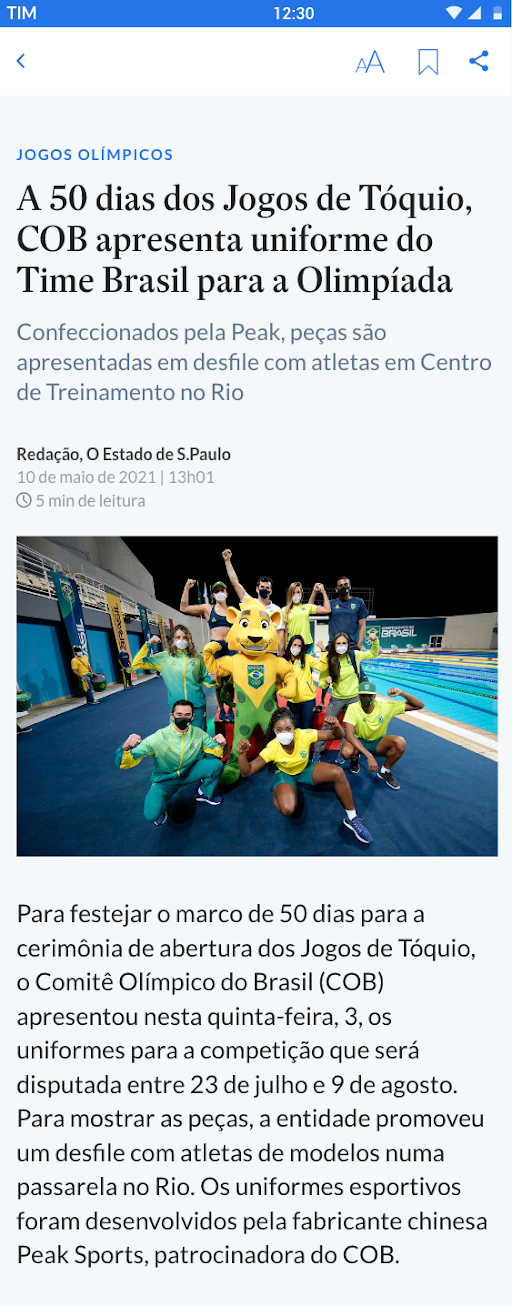 TIM 12:30
AA
JOGOS OLÍMPICOS
A 50 dias dos Jogos de Tóquio,
COB apresenta uniforme do
Time Brasil para a Olimpíada
Confeccionados pela Peak, peças são
apresentadas em desfile com atletas em Centro
de Treinamento no Rio
Redação, O Estado de S.Paulo
10 de maio de 2021 | 13h01
5 min de leitura
BRASIL
BRASIL
Para festejar o marco de 50 dias para a
cerimônia de abertura dos Jogos de Tóquio,
o Comitê Olímpico do Brasil (COB)
apresentou nesta quinta-feira, 3, os
uniformes para a competição que será
disputada entre 23 de julho e 9 de agosto.
Para mostrar as peças, a entidade promoveu
um desfile com atletas de modelos numa
passarela no Rio. Os uniformes esportivos
foram desenvolvidos pela fabricante chinesa
Peak Sports, patrocinadora do COB.